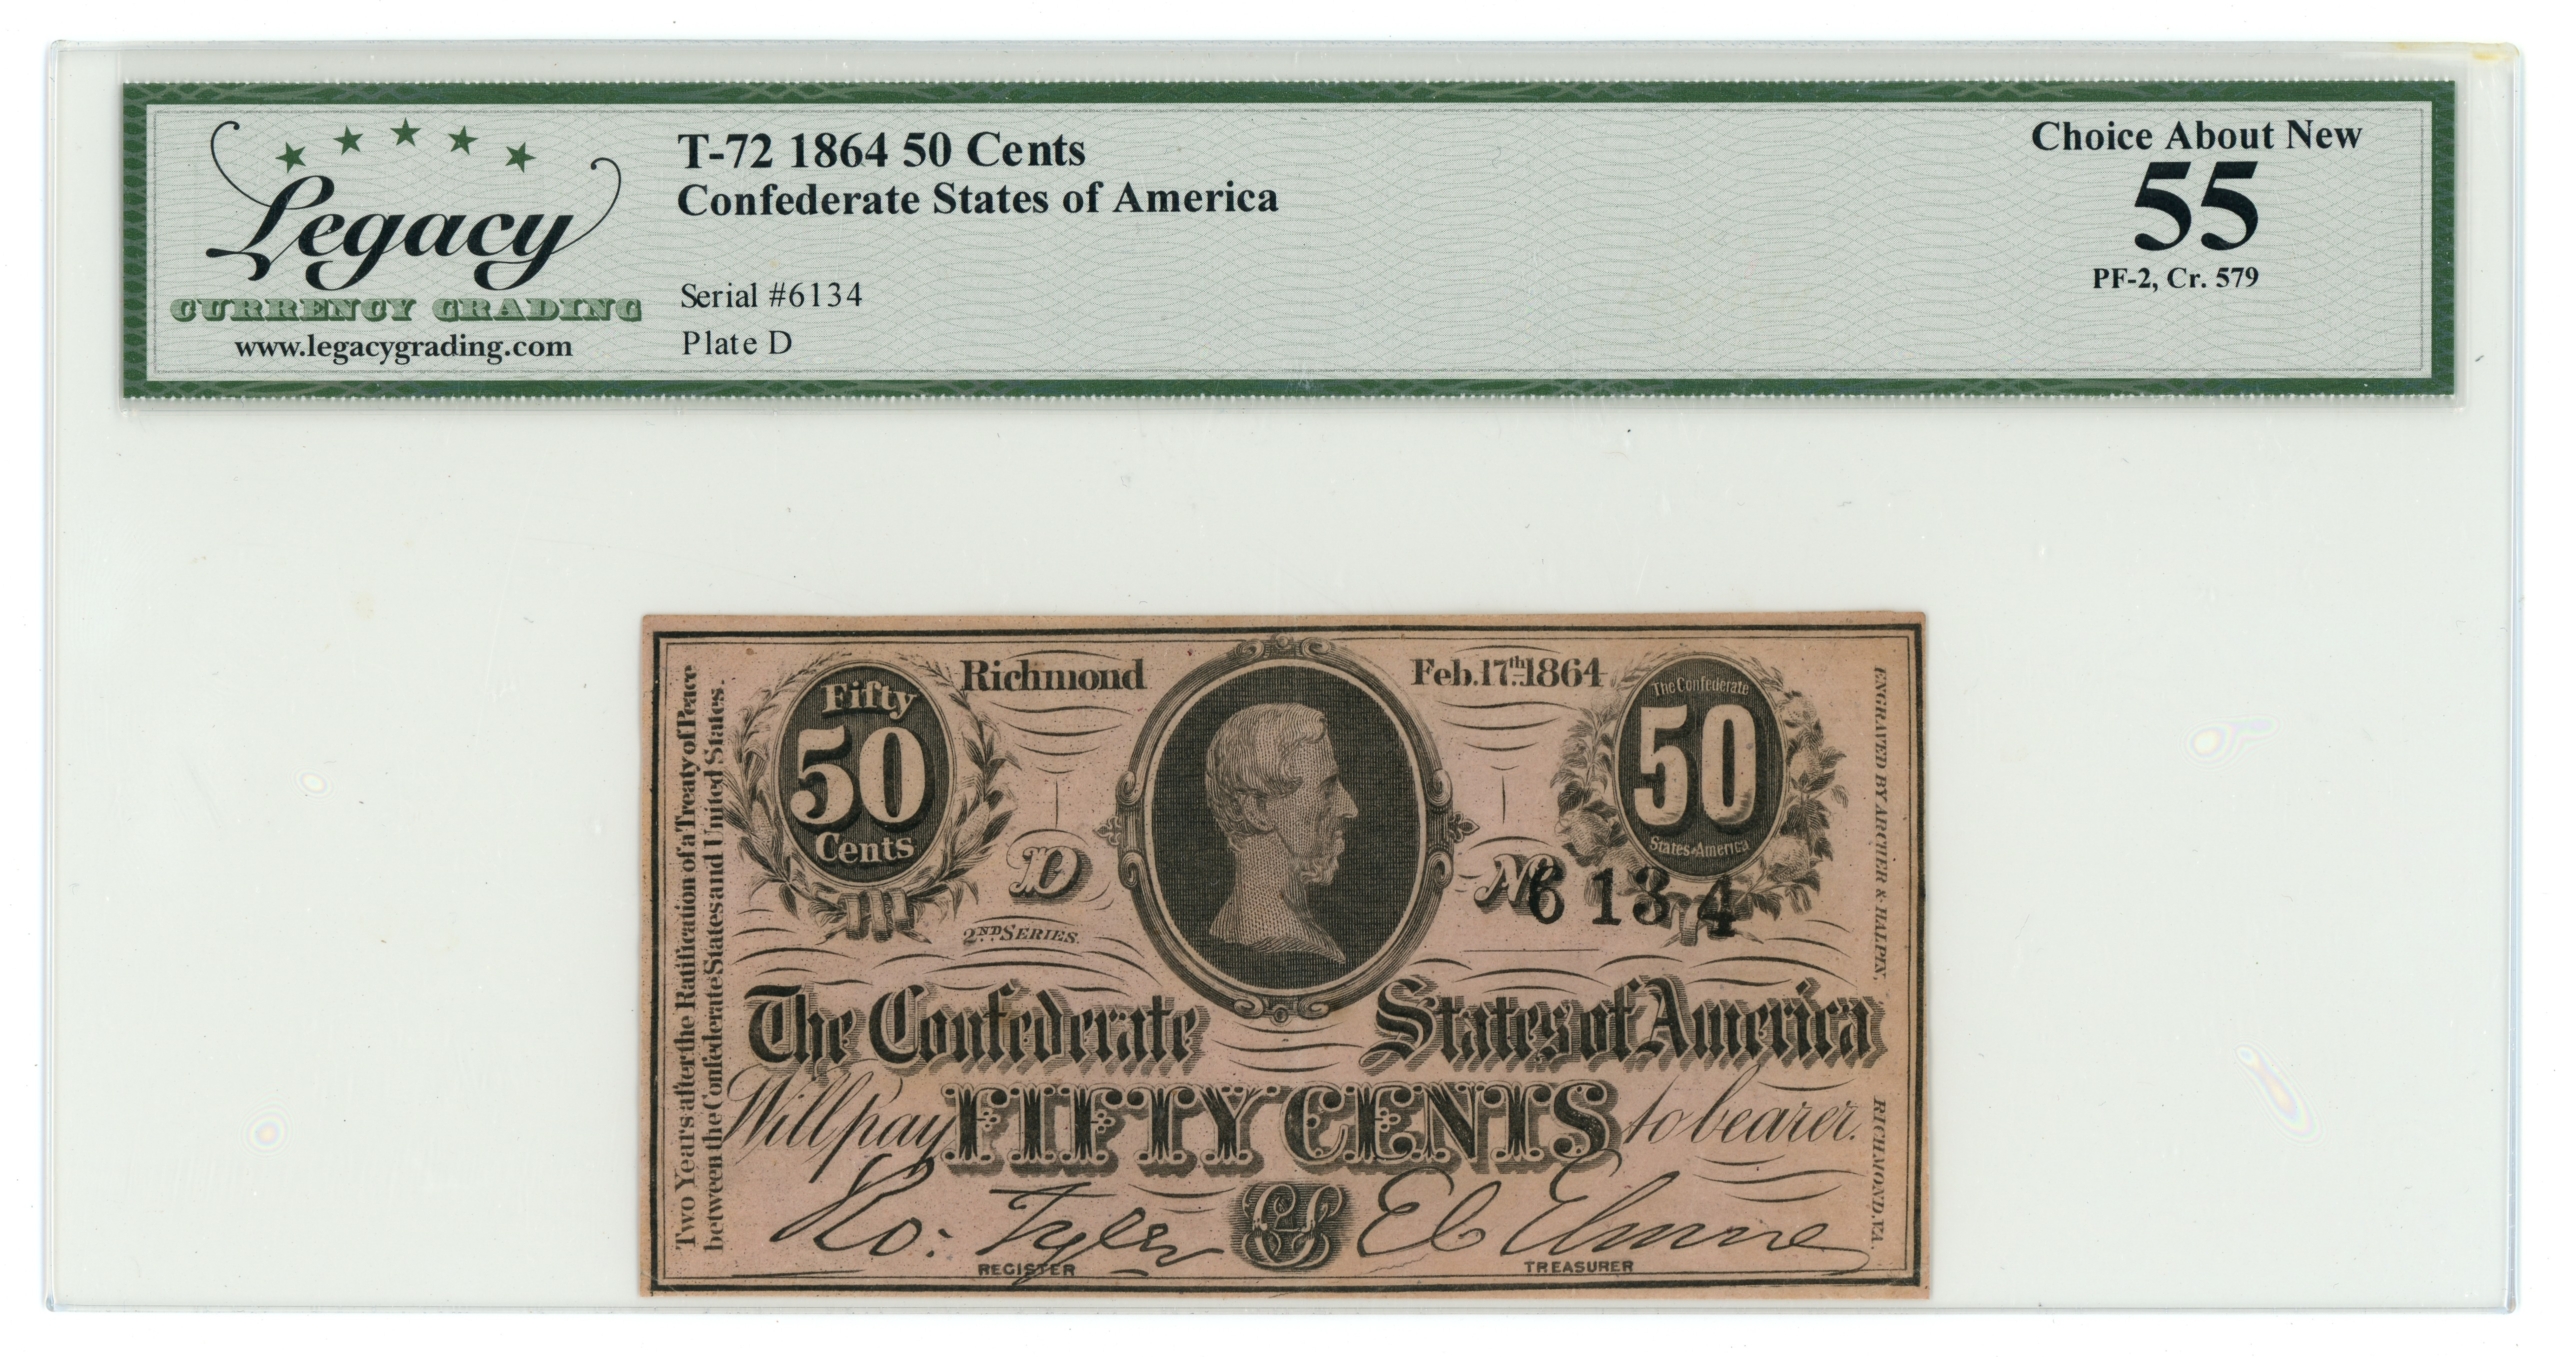 Legacy
CURRENCY GRADING
www.legacygrading.com
T-72 1864 50 Cents
Confederate States of America
Serial #6134
Plate D
Choice About New
55
PF-2, Cr. 579
Two Years after the Ratification of a Treaty of Peace
between the Confederate States and United States.
Fifty
50
Cents
Richmond
Feb. 17th 1864
The Confederate
50
States America
D
2ND SERIES.
No 6134
The Confederate States of America
Will pay FIFTY CENTS to bearer.
Ro: Tyler
REGISTER
CS
E C Elmore
TREASURER
ENGRAVED BY ARCHER & HALPIN,
RICHMOND, VA.